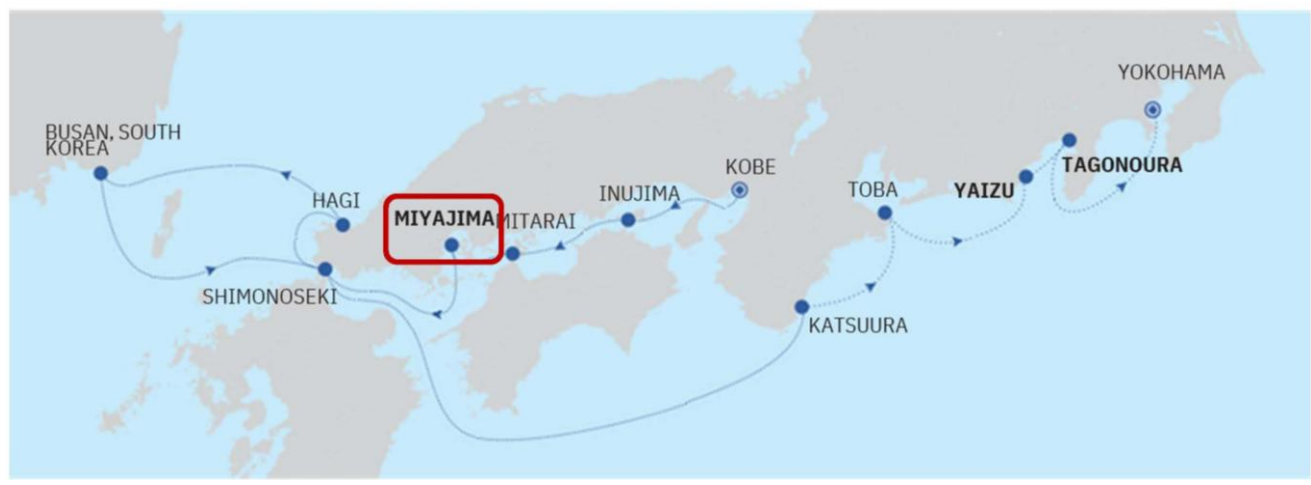 YOKOHAMA
BUSAN, SOUTH
KOREA
KOBE
TAGONOURA
HAGI
INUJIMA
TOBA
YAIZU
MIYAJIMA
MITARAI
SHIMONOSEKI
KATSUURA